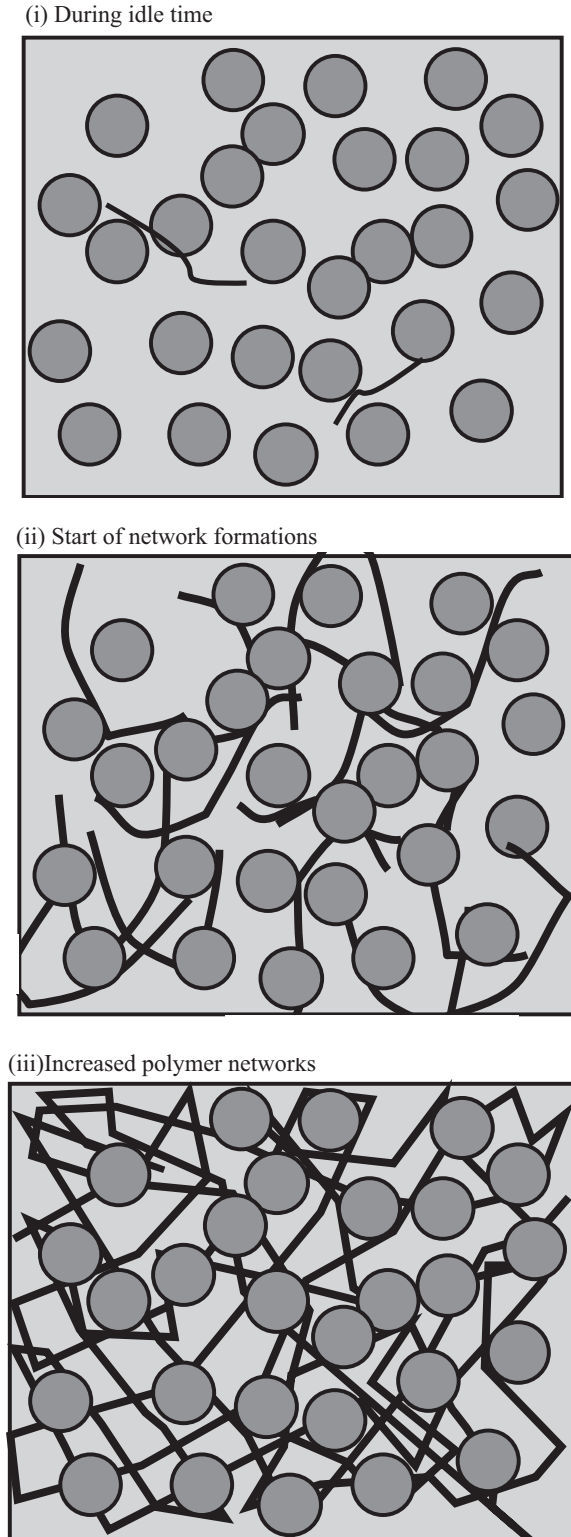 (i) During idle time
(ii) Start of network formations
(iii)Increased polymer networks